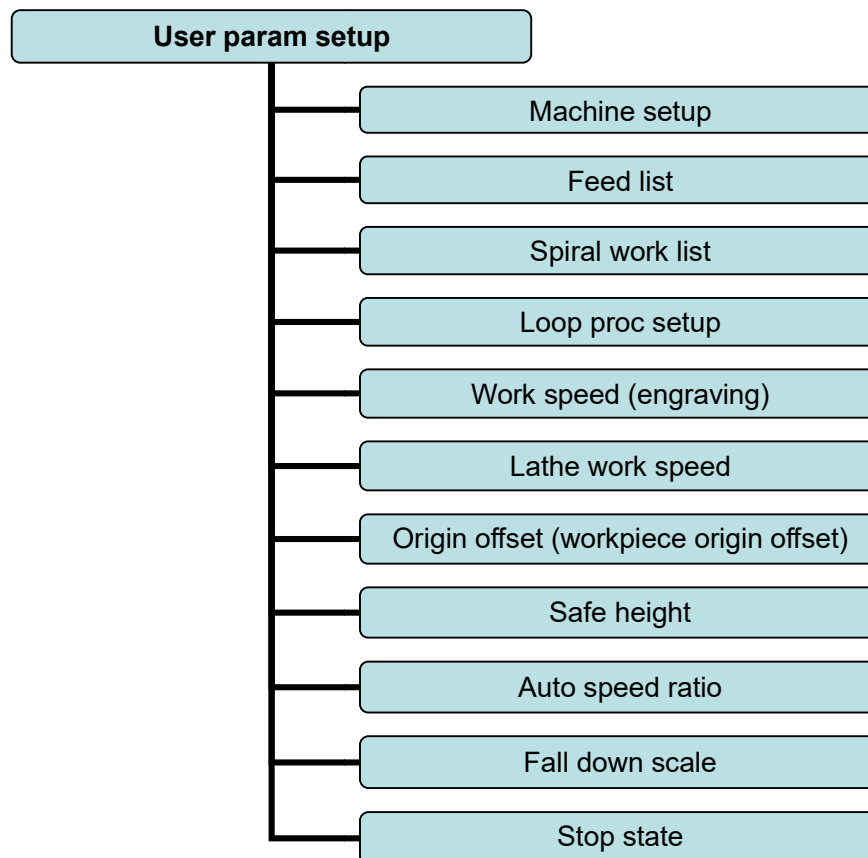 User param setup
Machine setup
Feed list
Spiral work list
Loop proc setup
Work speed (engraving)
Lathe work speed
Origin offset (workpiece origin offset)
Safe height
Auto speed ratio
Fall down scale
Stop state